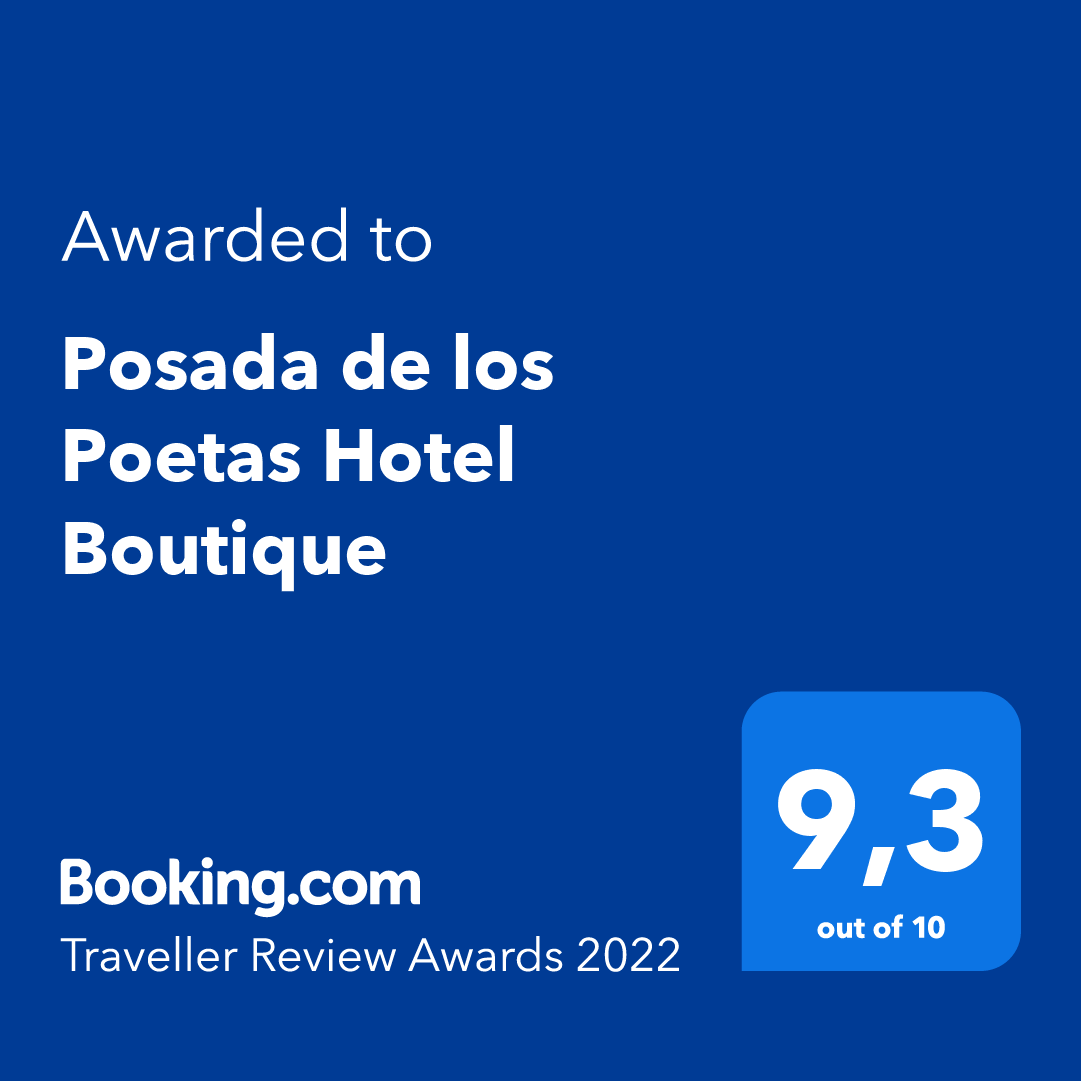 Awarded to
Posada de los
Poetas Hotel
Boutique
9,3
out of 10
Booking.com
Traveller Review Awards 2022